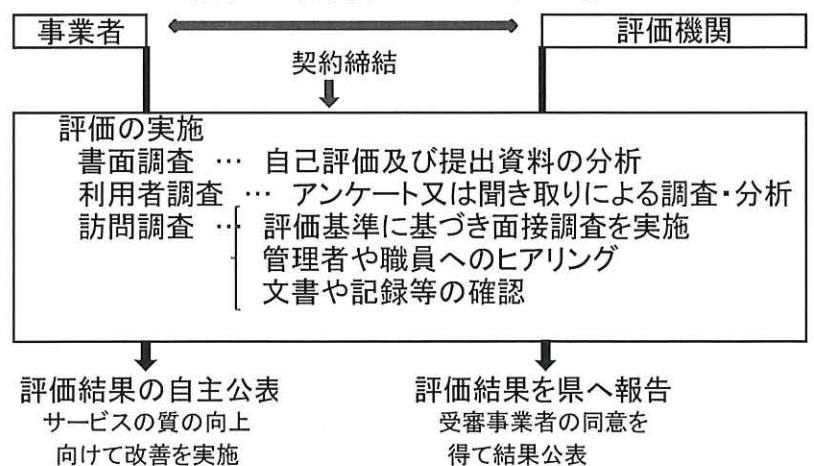 事業者
評価機関
契約締結
評価の実施
書面調査 … 自己評価及び提出資料の分析
利用者調査 … アンケート又は聞き取りによる調査・分析
訪問調査 … 評価基準に基づき面接調査を実施
管理者や職員へのヒアリング
文書や記録等の確認
評価結果の自主公表
サービスの質の向上
向けて改善を実施
評価結果を県へ報告
受審事業者の同意を
得て結果公表